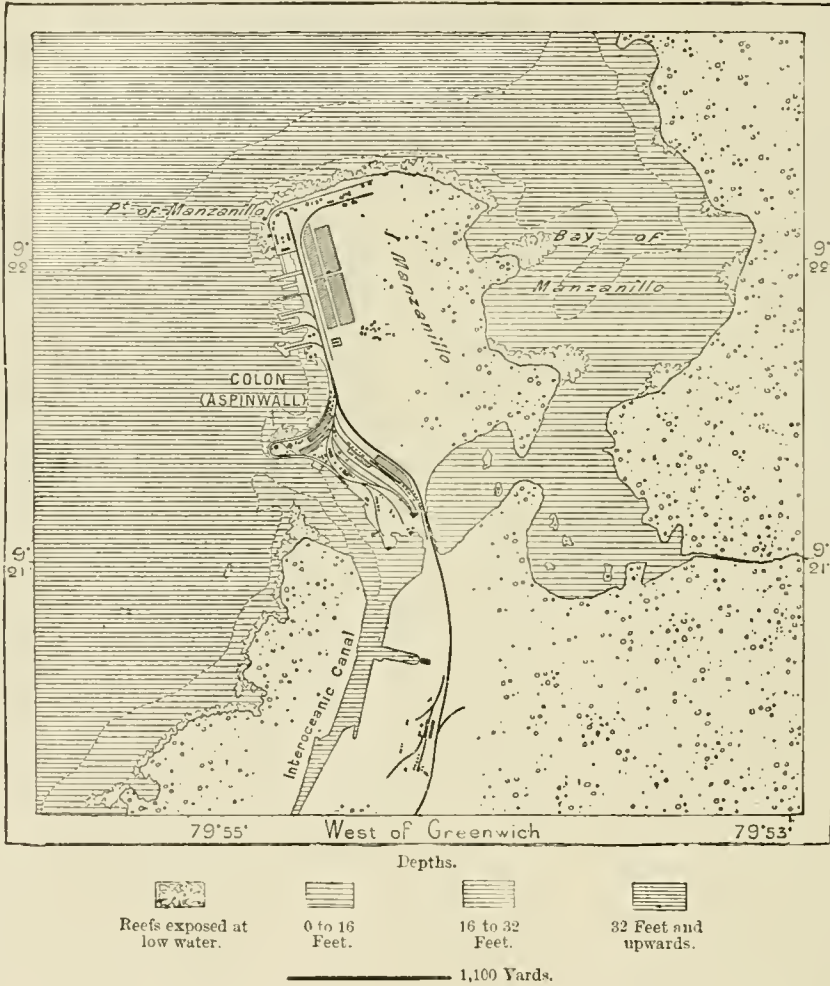 Pt. of Manzanillo
I. Manzanillo
Bay of
Manzanillo
9°
22'
9°
22'
COLON
(ASPINWALL)
9°
21'
9°
21'
Interoceanic Canal
79°55'
West of Greenwich
79°53'
Depths.
Reefs exposed at
low water.
0 to 16
Feet.
16 to 32
Feet.
32 Feet and
upwards.
1,100 Yards.